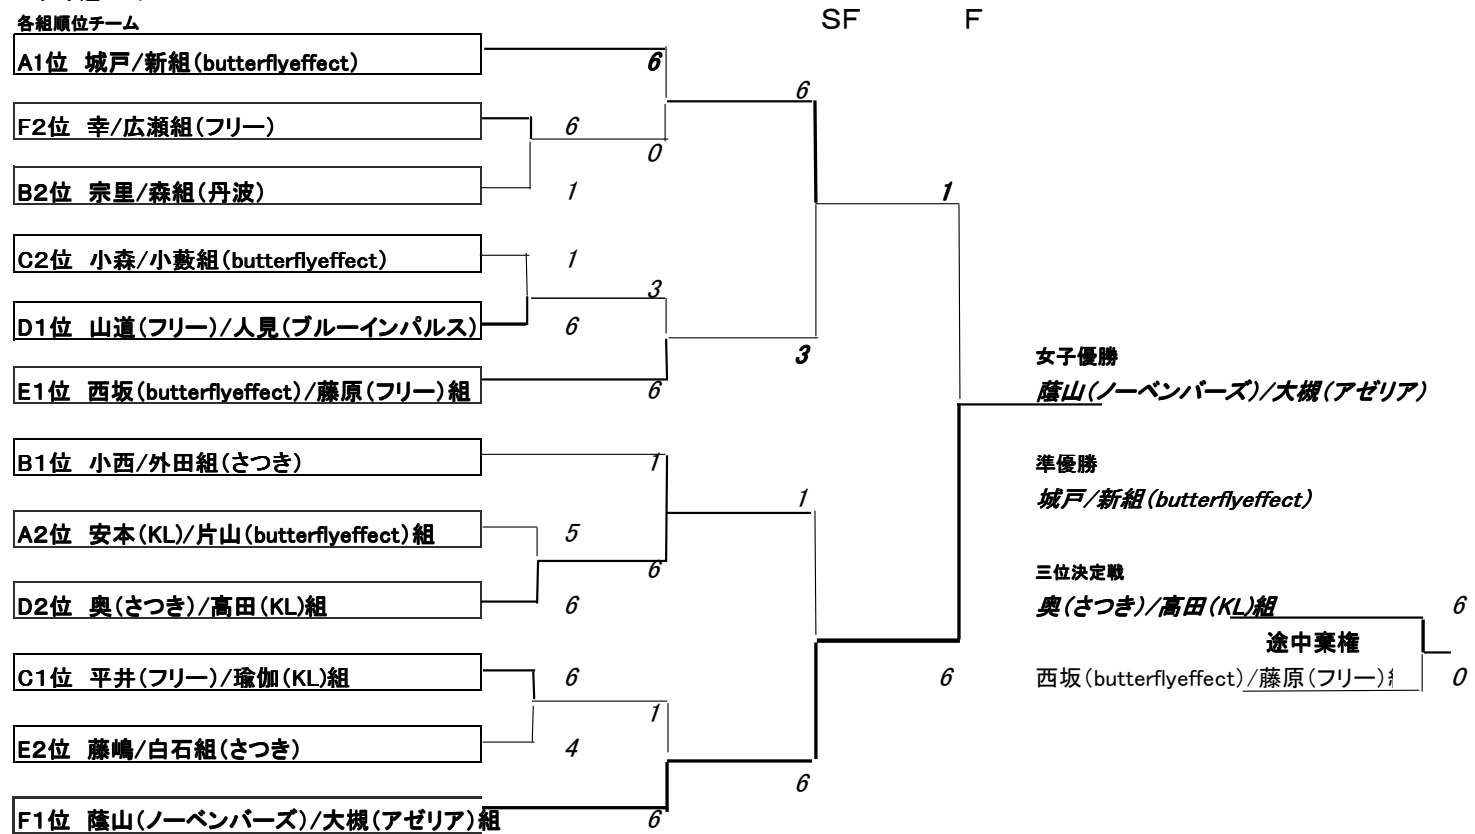 SF F
各組順位チーム
A1位 城戸/新組(butterflyeffect)
6
6
F2位 幸/広瀬組(フリー)
6
0
B2位 宗里/森組(丹波)
1
1
C2位 小森/小藪組(butterflyeffect)
1
3
D1位 山道(フリー)/人見(ブルーインパルス)
6
3
E1位 西坂(butterflyeffect)/藤原(フリー)組
6
女子優勝
蔭山(ノーベンバーズ)/大槻(アゼリア)
B1位 小西/外田組(さつき)
1
準優勝
1
城戸/新組(butterflyeffect)
A2位 安本(KL)/片山(butterflyeffect)組
5
6
三位決定戦
D2位 奥(さつき)/高田(KL)組
6
奥(さつき)/高田(KL)組
6
途中棄権
C1位 平井(フリー)/瑜伽(KL)組
6
6
西坂(butterflyeffect)/藤原(フリー)
0
1
E2位 藤嶋/白石組(さつき)
4
6
F1位 蔭山(ノーベンバーズ)/大槻(アゼリア)組
6